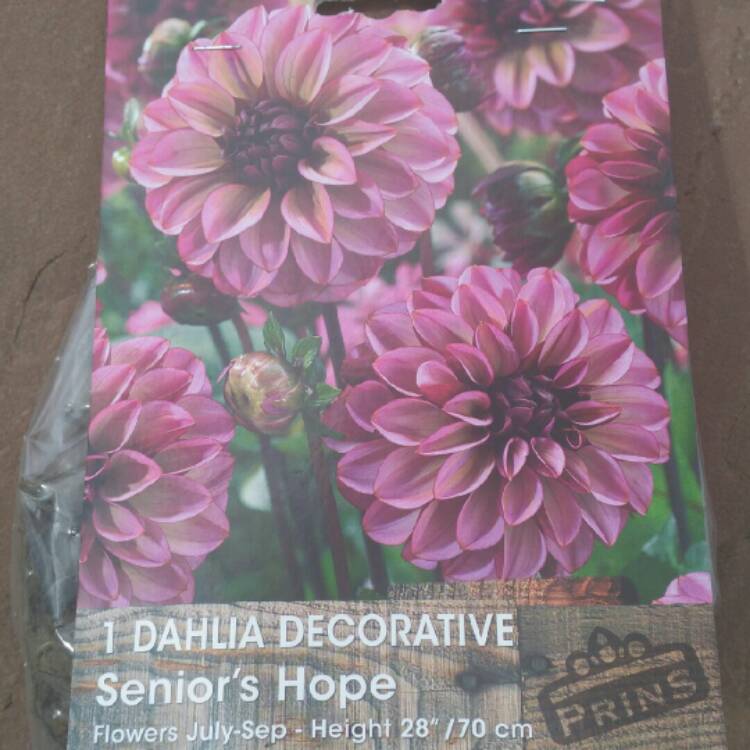 1 DAHLIA DECORATIVE
Senior's Hope
Flowers July-Sep - Height 28"/70 cm
PRINS